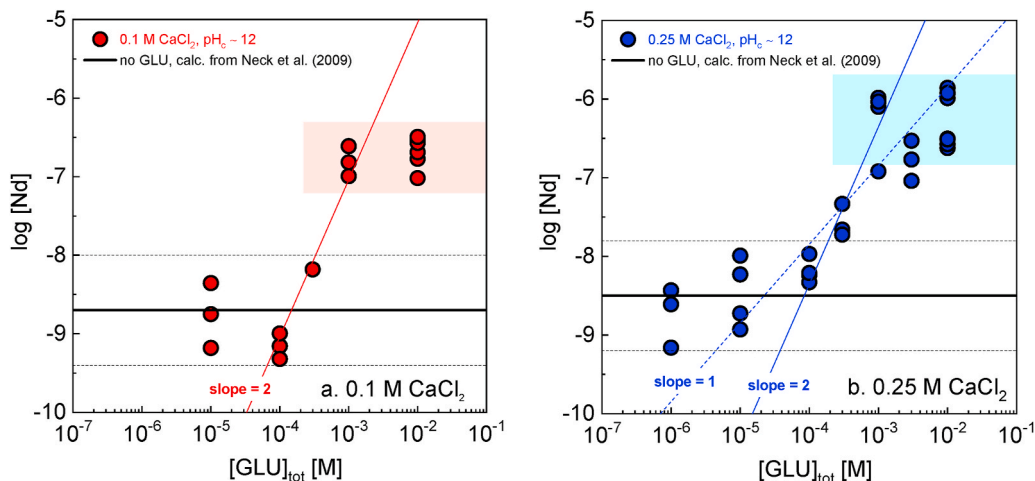 0.1 M CaCl₂, pH꜀ ~ 12
no GLU, calc. from Neck et al. (2009)
log [Nd]
-5
-6
-7
-8
-9
-10
slope = 2
a. 0.1 M CaCl₂
10⁻⁷ 10⁻⁶ 10⁻⁵ 10⁻⁴ 10⁻³ 10⁻² 10⁻¹
[GLU]tot [M]
0.25 M CaCl₂, pH꜀ ~ 12
no GLU, calc. from Neck et al. (2009)
log [Nd]
-5
-6
-7
-8
-9
-10
slope = 1
slope = 2
b. 0.25 M CaCl₂
10⁻⁷ 10⁻⁶ 10⁻⁵ 10⁻⁴ 10⁻³ 10⁻² 10⁻¹
[GLU]tot [M]